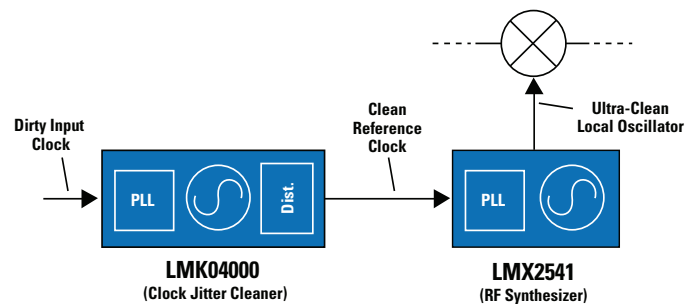 Dirty Input
Clock
PLL
Dist.
LMK04000
(Clock Jitter Cleaner)
Clean
Reference
Clock
PLL
LMX2541
(RF Synthesizer)
Ultra-Clean
Local Oscillator